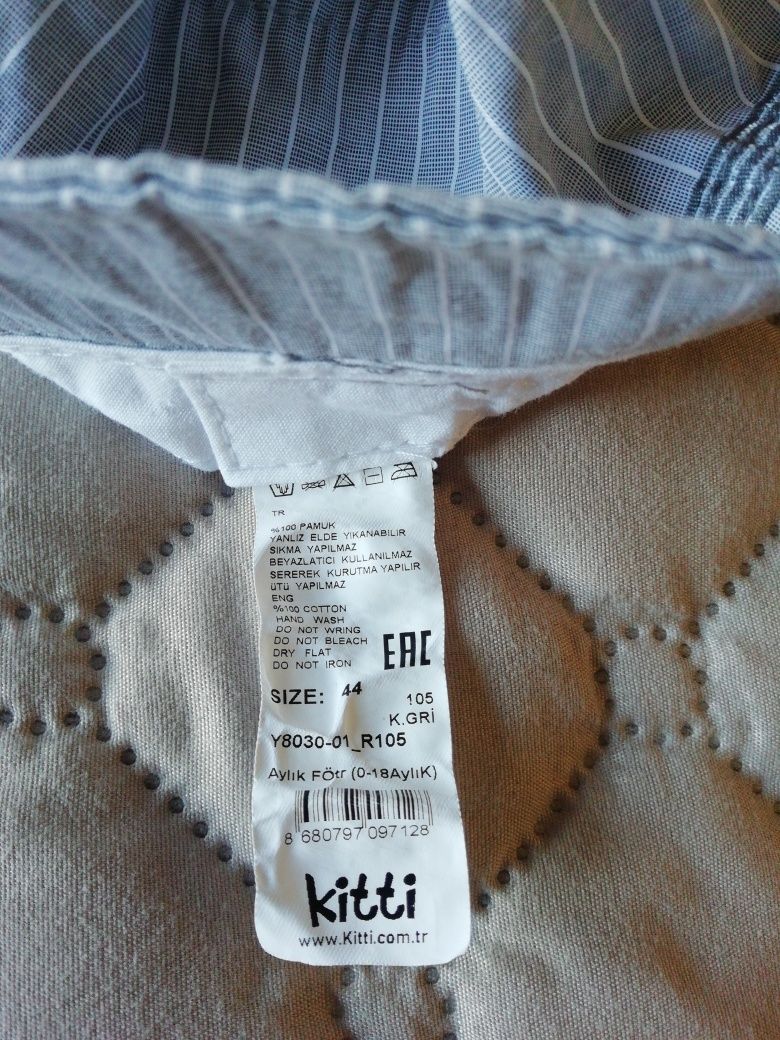 TR
%100 PAMUK
YANLIZ ELDE YIKANABILIR
SIKMA YAPILMAZ
BEYAZLATICI KULLANILMAZ
SEREREK KURUTMA YAPILIR
ÜTÜ YAPILMAZ
ENG
%100 COTTON
HAND WASH
DO NOT WRING
DO NOT BLEACH
DRY FLAT
DO NOT IRON
EAC
SIZE: 44
105
K.GRİ
Y8030-01_R105
Aylık FÖtr (0-18AylıK)
8 680797 097128
kitti
www.Kitti.com.tr